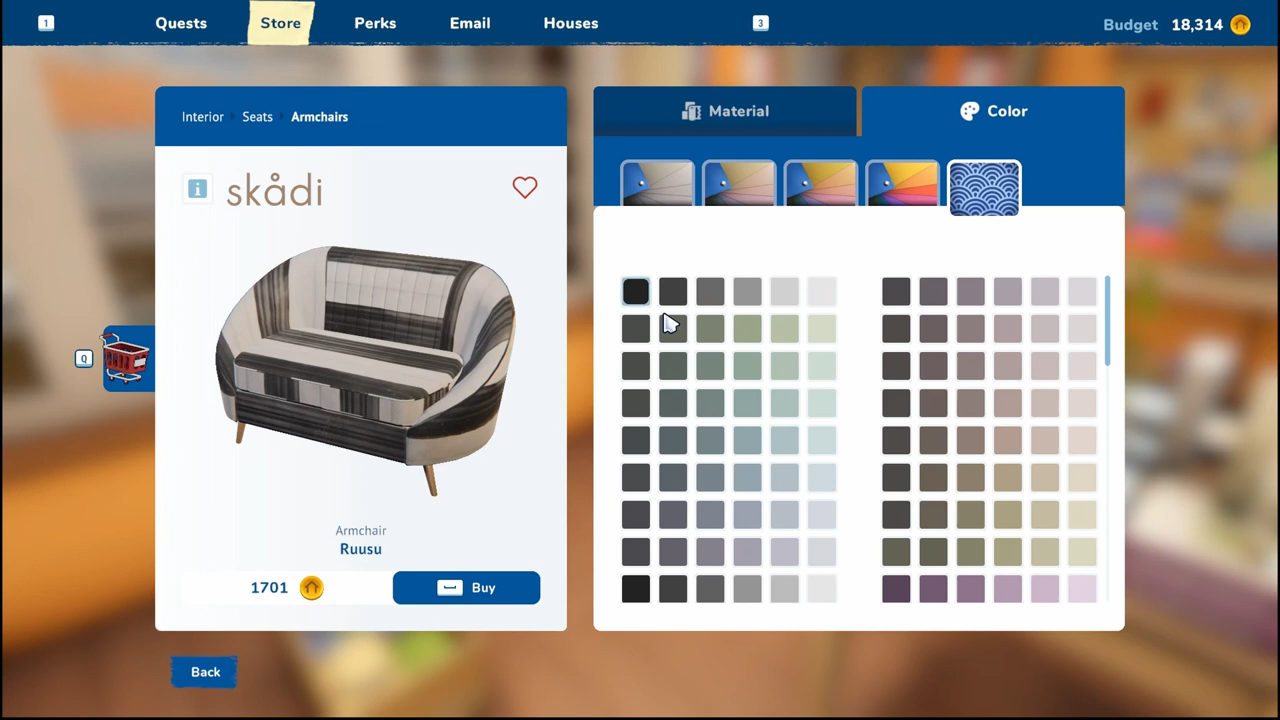 1
Quests
Store
Perks
Email
Houses
3
Budget 18,314
Interior
Seats
Armchairs
Material
Color
i
skådi
Q
Armchair
Ruusu
1701
Buy
Back